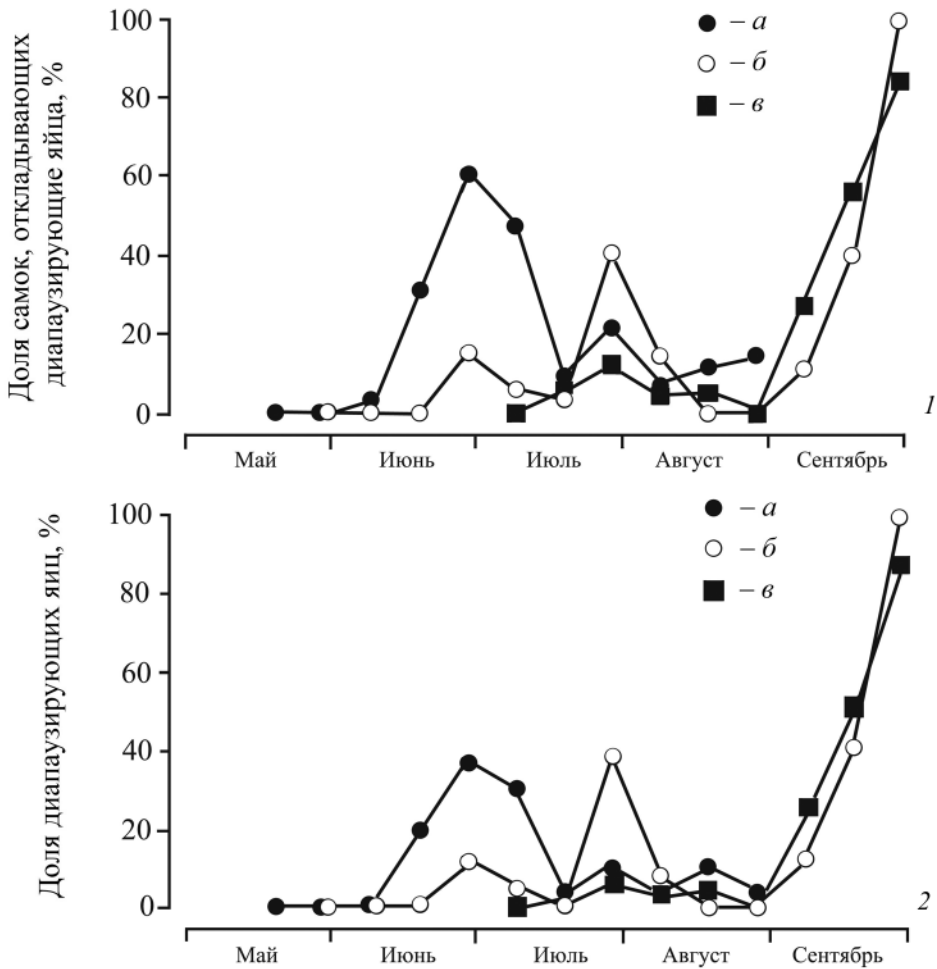 Доля самок, откладывающих
диапаузирующие яйца, %
100
80
60
40
20
0
– а
– б
– в
1
Май
Июнь
Июль
Август
Сентябрь
Доля диапаузирующих яиц, %
100
80
60
40
20
0
– а
– б
– в
2
Май
Июнь
Июль
Август
Сентябрь